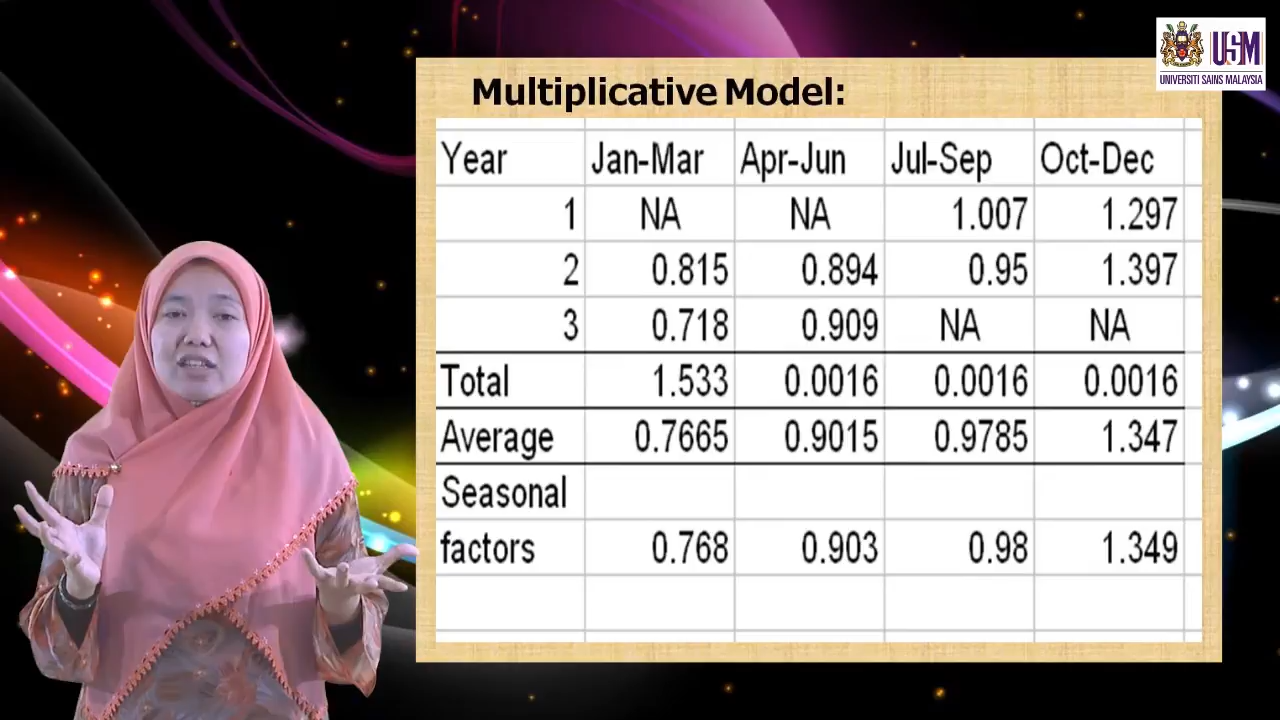 USM
UNIVERSITI SAINS MALAYSIA
Multiplicative Model:
Year Jan-Mar Apr-Jun Jul-Sep Oct-Dec
1 NA NA 1.007 1.297
2 0.815 0.894 0.95 1.397
3 0.718 0.909 NA NA
Total 1.533 0.0016 0.0016 0.0016
Average 0.7665 0.9015 0.9785 1.347
Seasonal
factors 0.768 0.903 0.98 1.349